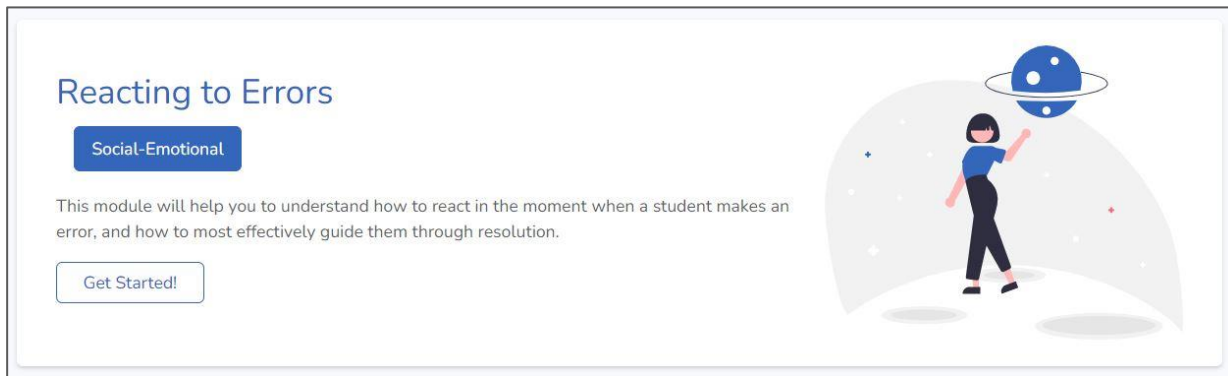 Reacting to Errors
Social-Emotional
This module will help you to understand how to react in the moment when a student makes an
error, and how to most effectively guide them through resolution.
Get Started!